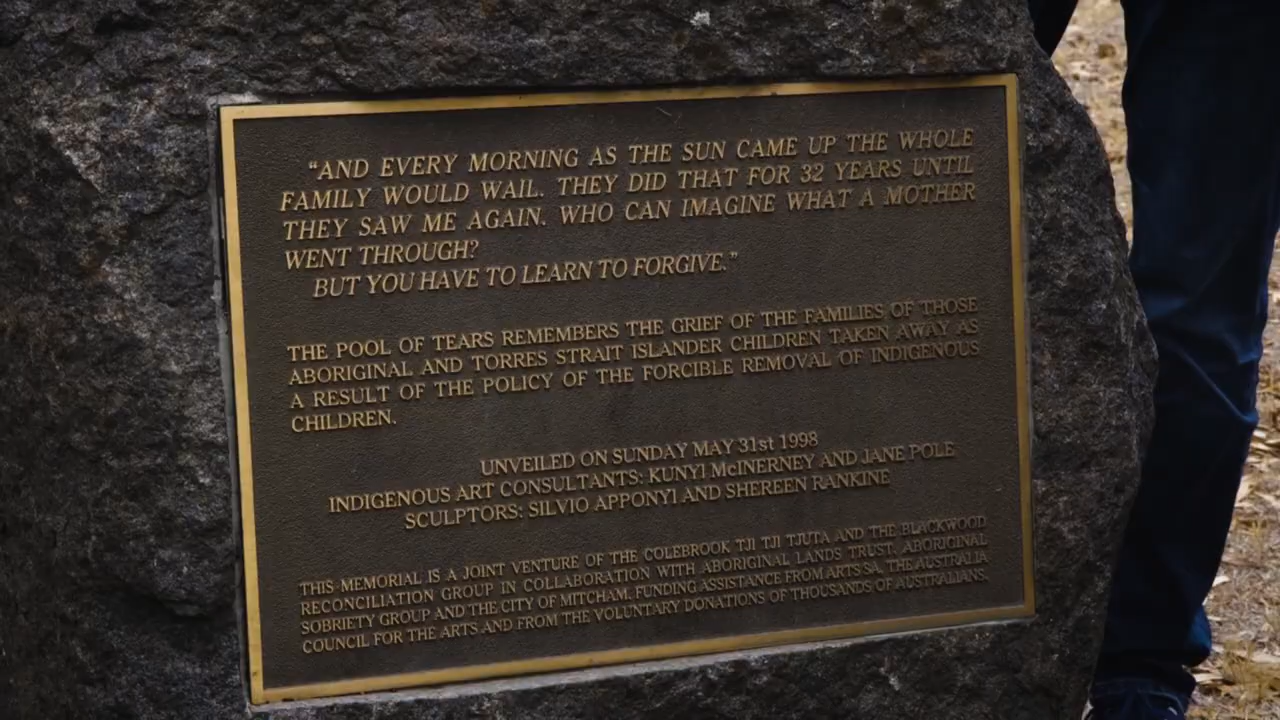 “AND EVERY MORNING AS THE SUN CAME UP THE WHOLE
FAMILY WOULD WAIL. THEY DID THAT FOR 32 YEARS UNTIL
THEY SAW ME AGAIN. WHO CAN IMAGINE WHAT A MOTHER
WENT THROUGH?
BUT YOU HAVE TO LEARN TO FORGIVE.”
THE POOL OF TEARS REMEMBERS THE GRIEF OF THE FAMILIES OF THOSE
ABORIGINAL AND TORRES STRAIT ISLANDER CHILDREN TAKEN AWAY AS
A RESULT OF THE POLICY OF THE FORCIBLE REMOVAL OF INDIGENOUS
CHILDREN.
UNVEILED ON SUNDAY MAY 31st 1998
INDIGENOUS ART CONSULTANTS: KUNYI McINERNEY AND JANE POLE
SCULPTORS: SILVIO APPONYI AND SHEREEN RANKINE
THIS MEMORIAL IS A JOINT VENTURE OF THE COLEBROOK TJI TJI TJUTA AND THE BLACKWOOD
RECONCILIATION GROUP IN COLLABORATION WITH ABORIGINAL LANDS TRUST, ABORIGINAL
SOBRIETY GROUP AND THE CITY OF MITCHAM. FUNDING ASSISTANCE FROM ARTS SA, THE AUSTRALIA
COUNCIL FOR THE ARTS AND FROM THE VOLUNTARY DONATIONS OF THOUSANDS OF AUSTRALIANS.